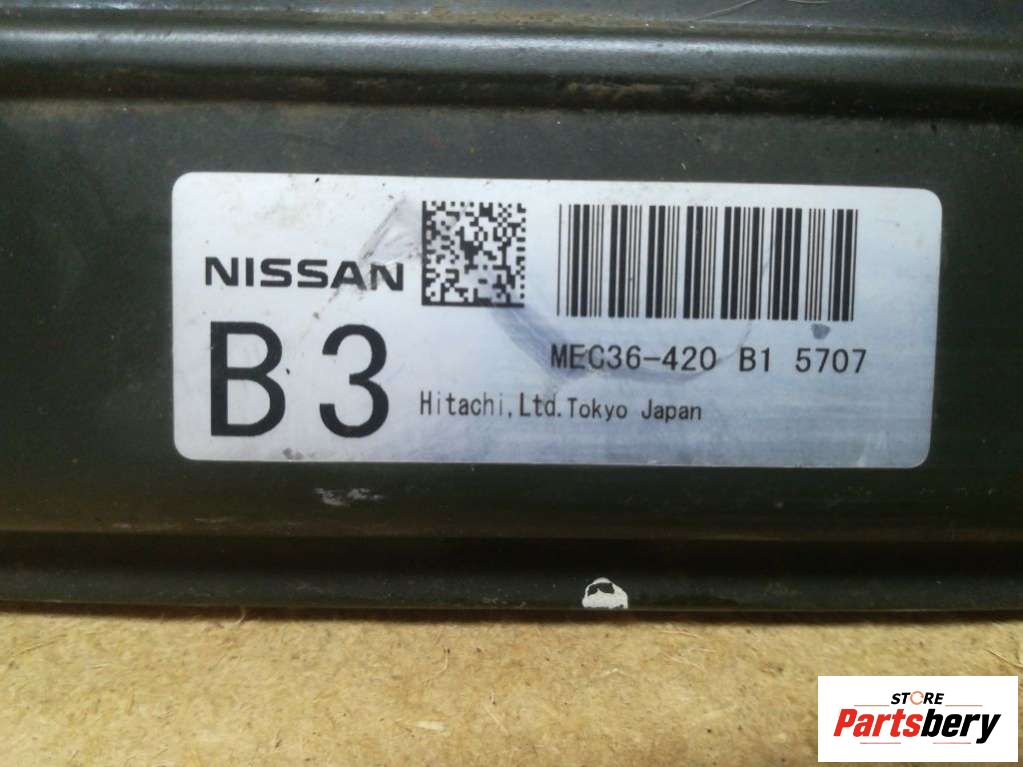 NISSAN
B3
MEC36-420 B1 5707
Hitachi,Ltd.Tokyo Japan
STORE
Partsbery